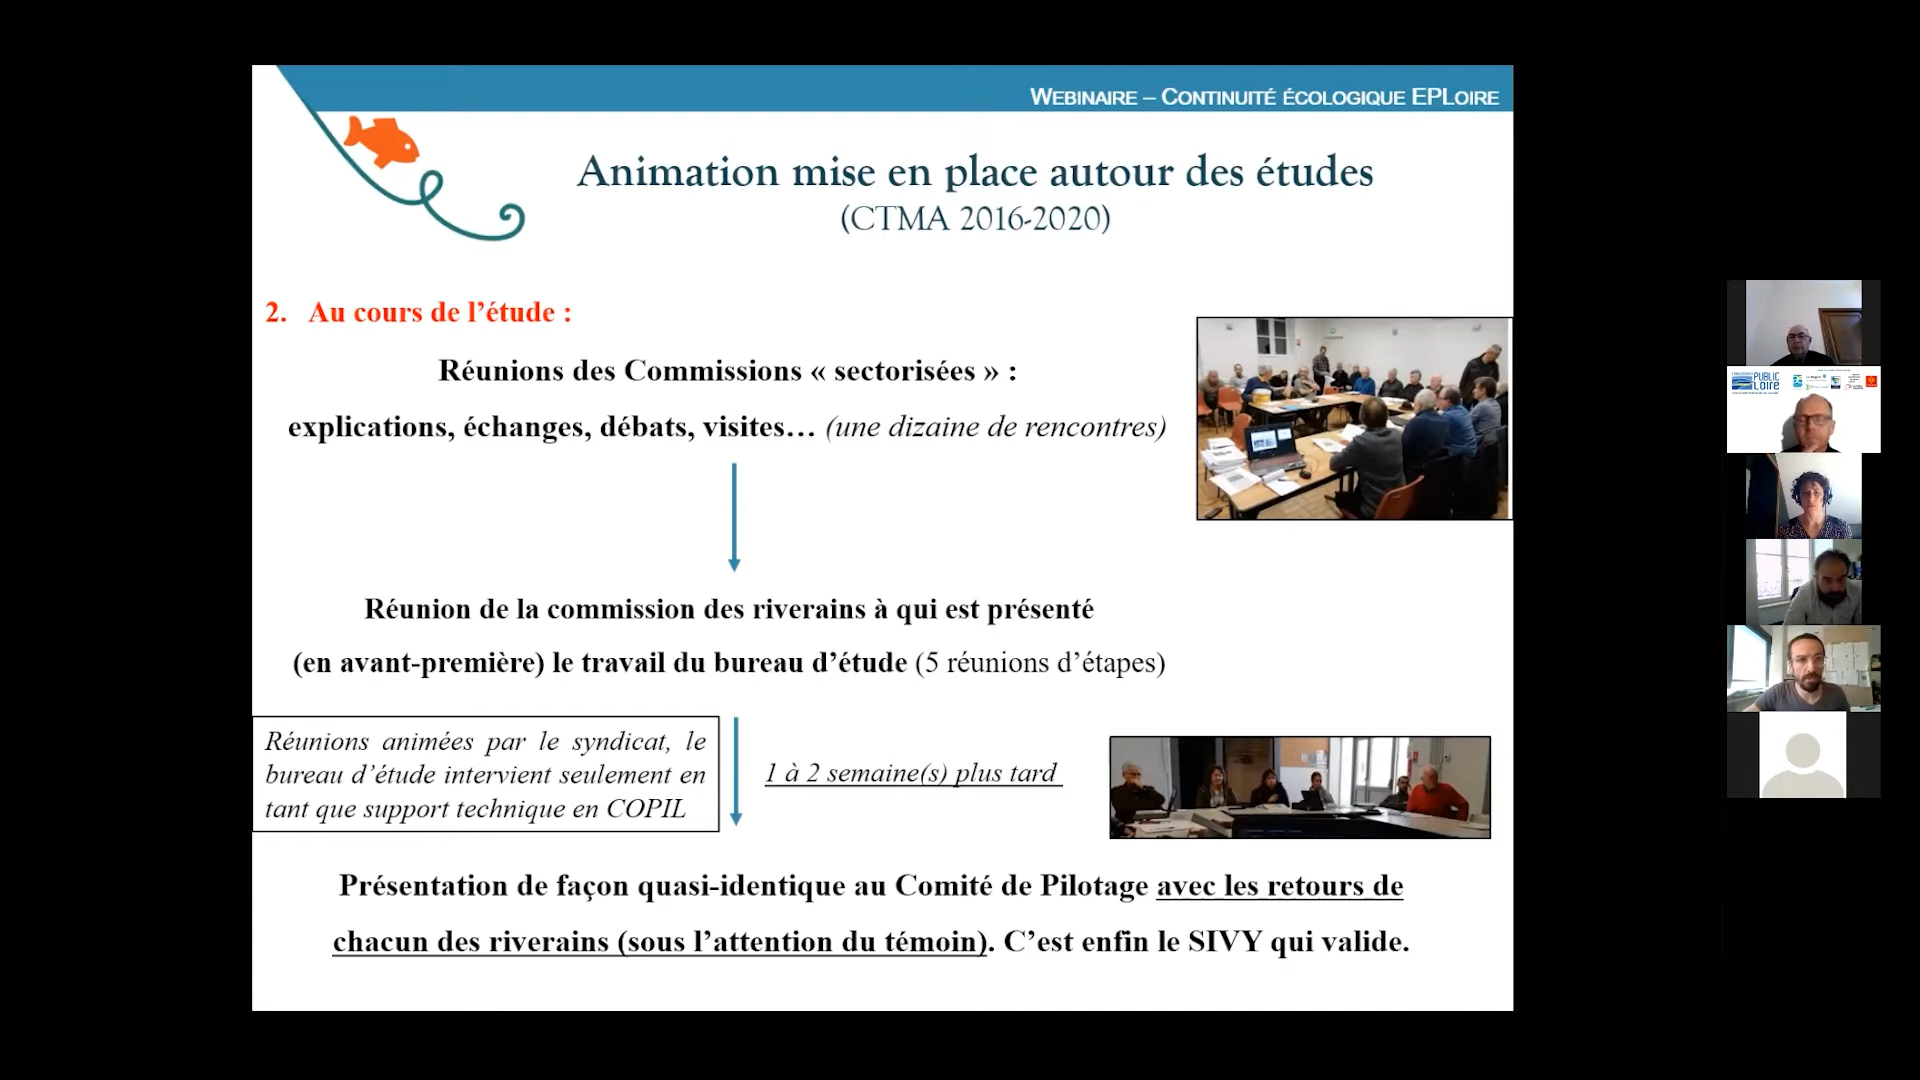 WEBINAIRE – CONTINUITÉ ÉCOLOGIQUE EPLOIRE
Animation mise en place autour des études
(CTMA 2016-2020)
2. Au cours de l’étude :
Réunions des Commissions « sectorisées » :
explications, échanges, débats, visites… (une dizaine de rencontres)
Réunion de la commission des riverains à qui est présenté
(en avant-première) le travail du bureau d’étude (5 réunions d’étapes)
Réunions animées par le syndicat, le
bureau d’étude intervient seulement en
tant que support technique en COPIL
1 à 2 semaine(s) plus tard
Présentation de façon quasi-identique au Comité de Pilotage avec les retours de
chacun des riverains (sous l’attention du témoin). C’est enfin le SIVY qui valide.
PUBLIC
Loire